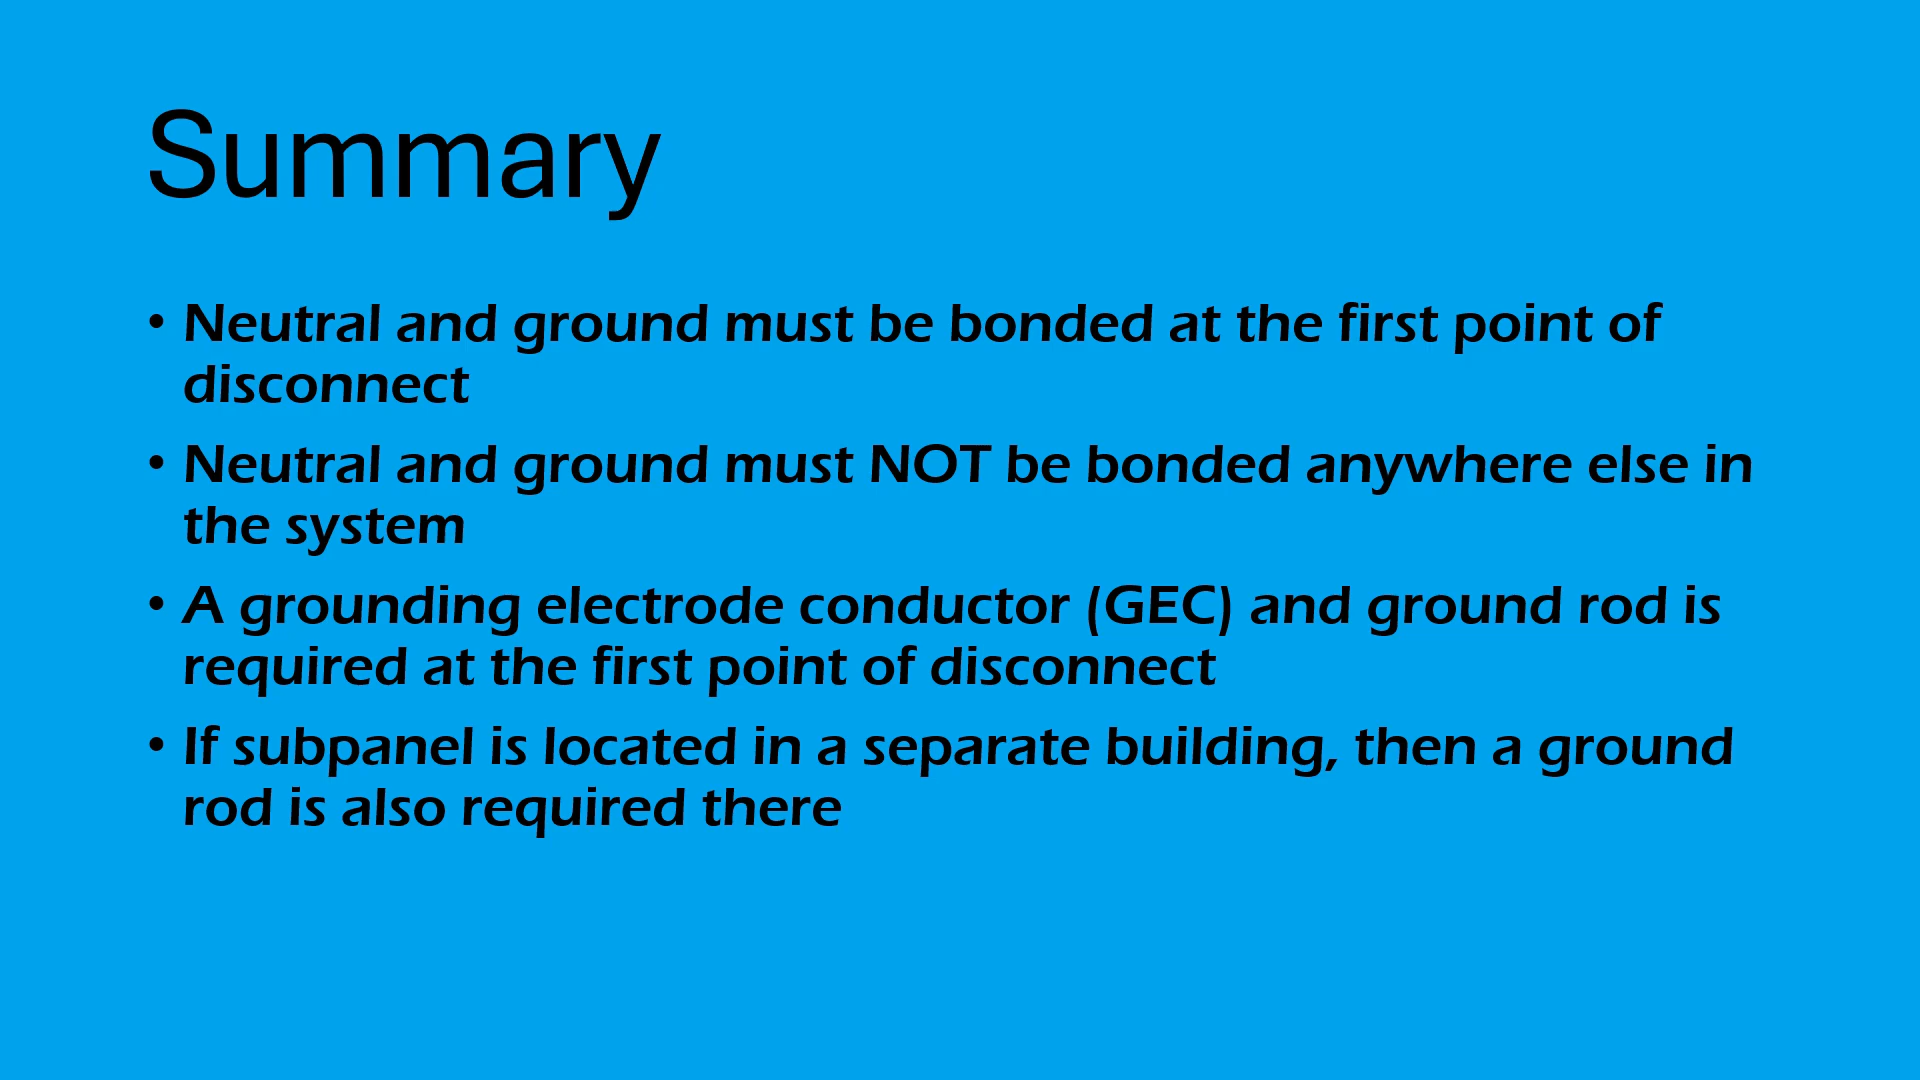 Summary
• Neutral and ground must be bonded at the first point of
disconnect
• Neutral and ground must NOT be bonded anywhere else in
the system
• A grounding electrode conductor (GEC) and ground rod is
required at the first point of disconnect
• If subpanel is located in a separate building, then a ground
rod is also required there